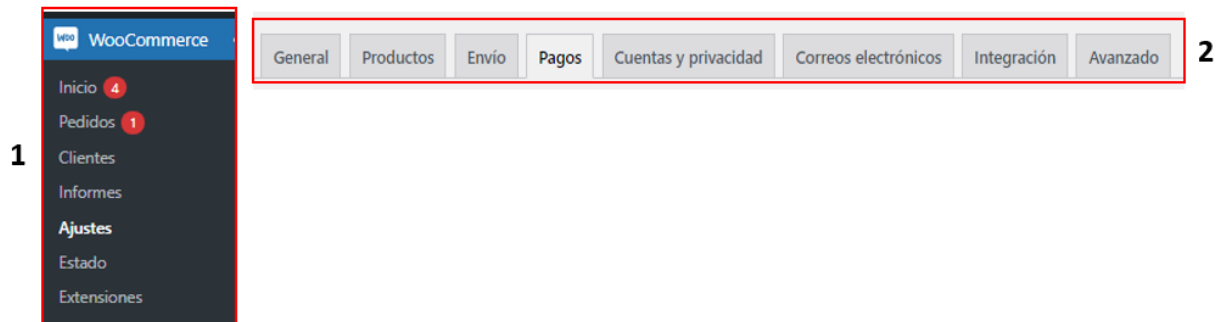 Woo WooCommerce
Inicio 4
Pedidos 1
Clientes
Informes
Ajustes
Estado
Extensiones
1
General Productos Envío Pagos Cuentas y privacidad Correos electrónicos Integración Avanzado
2